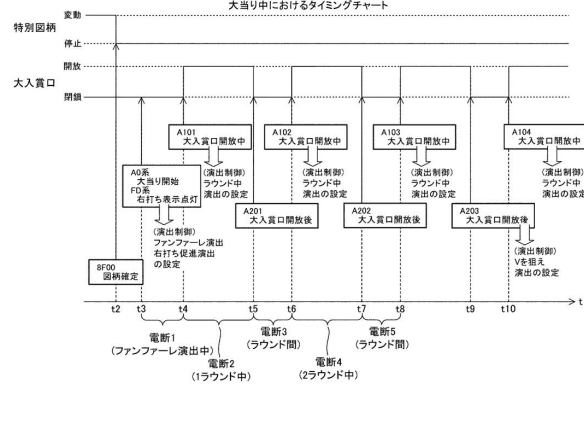 大当り中におけるタイミングチャート
特別図柄
変動
停止
大入賞口
開放
閉鎖
A101
大入賞口開放中
A102
大入賞口開放中
A103
大入賞口開放中
A104
大入賞口開放中
A0系
大当り開始
FD系
右打ち表示点灯
(演出制御)
ラウンド中
演出の設定
(演出制御)
ラウンド中
演出の設定
(演出制御)
ラウンド中
演出の設定
(演出制御)
ラウンド中
演出の設定
A201
大入賞口開放後
A202
大入賞口開放後
A203
大入賞口開放後
(演出制御)
ファンファーレ演出
右打ち促進演出
の設定
(演出制御)
Vを狙え
演出の設定
8F00
図柄確定
t2 t3 t4 t5 t6 t7 t8 t9 t10 t
電断1
(ファンファーレ演出中)
電断2
(1ラウンド中)
電断3
(ラウンド間)
電断4
(2ラウンド中)
電断5
(ラウンド間)